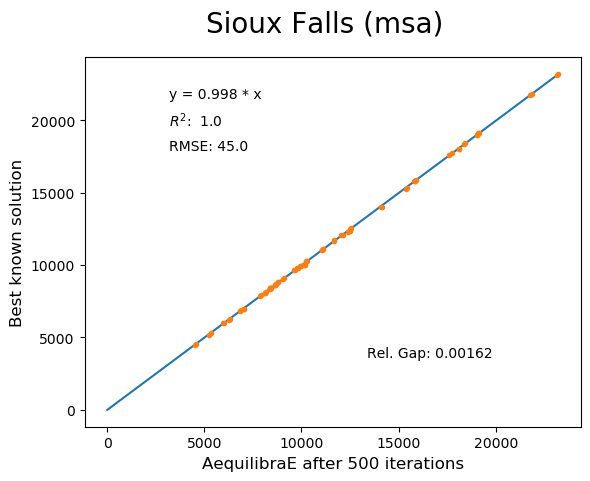 Sioux Falls (msa)
y = 0.998 * x
R²: 1.0
RMSE: 45.0
Rel. Gap: 0.00162
Best known solution
20000
15000
10000
5000
0
0 5000 10000 15000 20000
AequilibraE after 500 iterations